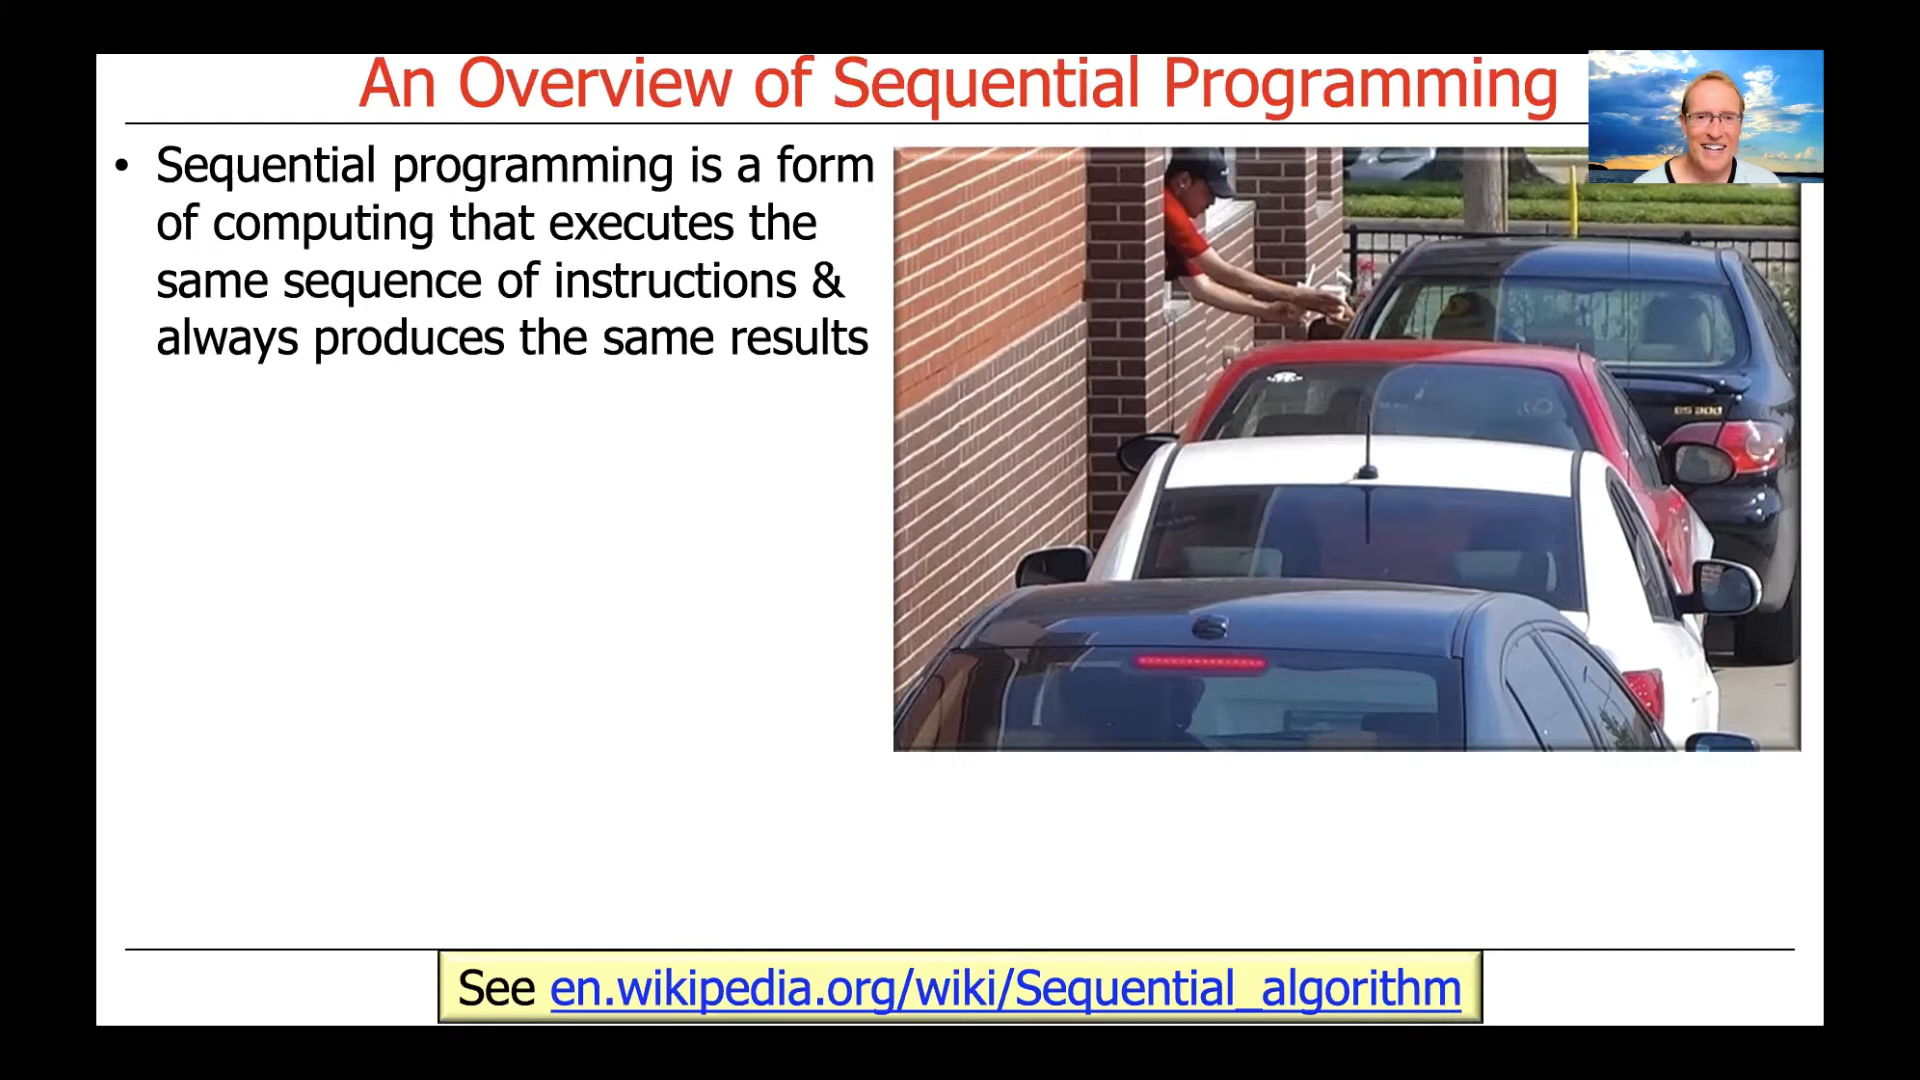 An Overview of Sequential Programming
• Sequential programming is a form
of computing that executes the
same sequence of instructions &
always produces the same results
See en.wikipedia.org/wiki/Sequential_algorithm